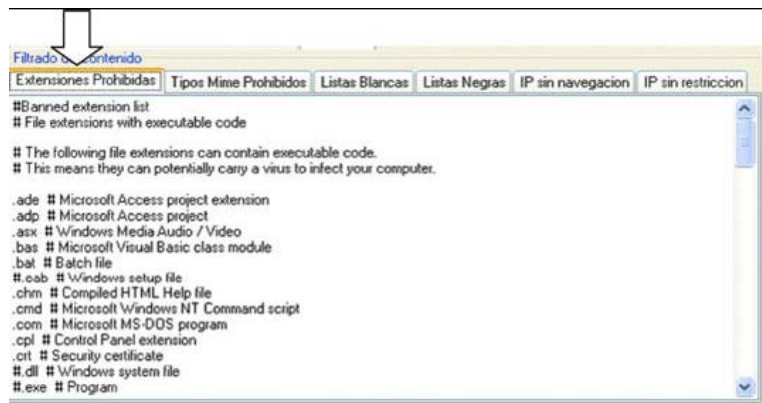 Filtrado de contenido
Extensiones Prohibidas Tipos Mime Prohibidos Listas Blancas Listas Negras IP sin navegacion IP sin restriccion
#Banned extension list
# File extensions with executable code
# The following file extensions can contain executable code.
# This means they can potentially carry a virus to infect your computer.
.ade # Microsoft Access project extension
.adp # Microsoft Access project
.asx # Windows Media Audio / Video
.bas # Microsoft Visual Basic class module
.bat # Batch file
#.cab # Windows setup file
.chm # Compiled HTML Help file
.cmd # Microsoft Windows NT Command script
.com # Microsoft MS-DOS program
.cpl # Control Panel extension
.crt # Security certificate
#.dll # Windows system file
#.exe # Program